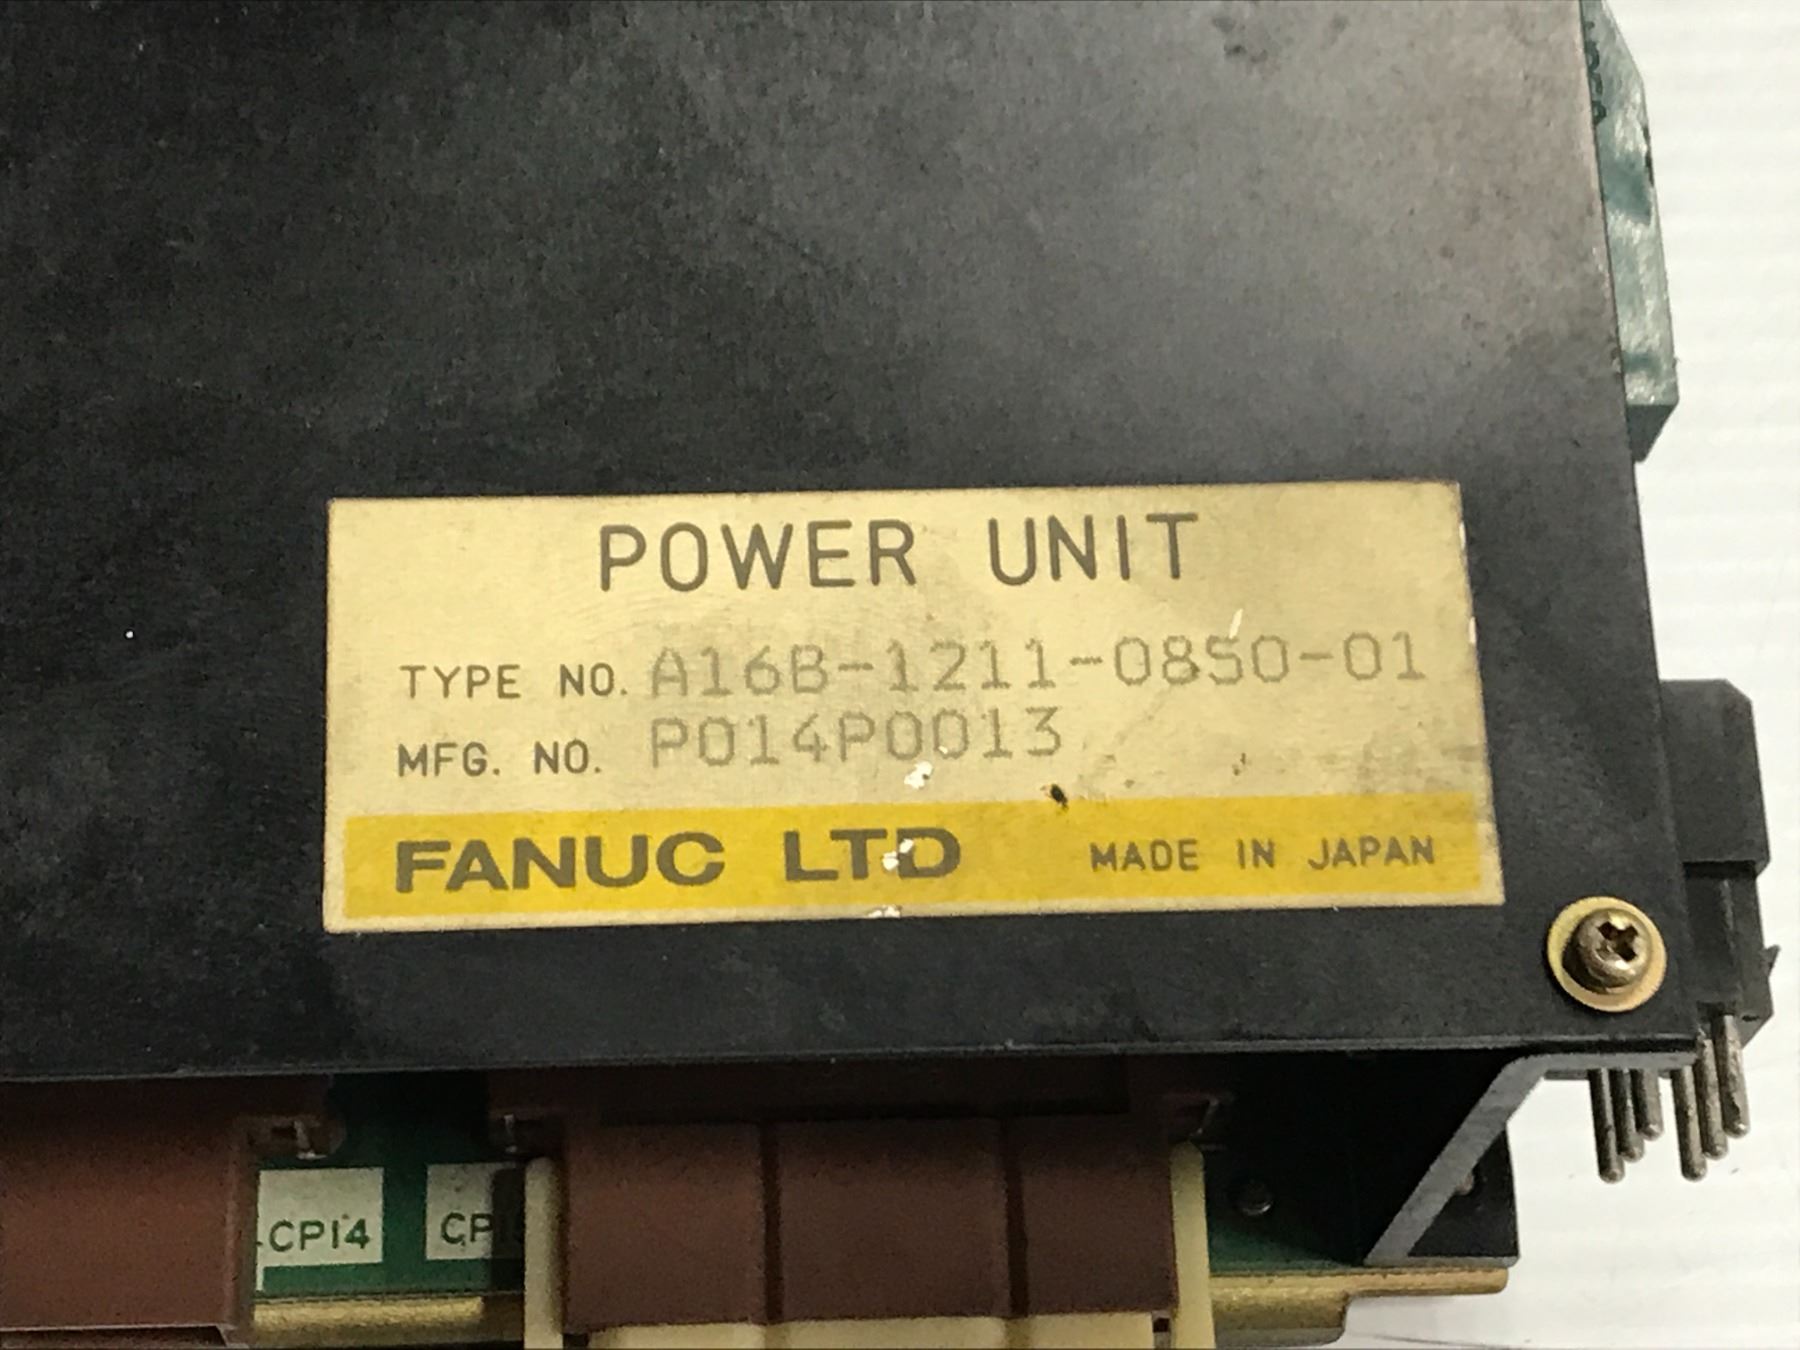 POWER UNIT
TYPE NO. A16B-1211-0850-01
MFG. NO. P014P0013
FANUC LTD MADE IN JAPAN
CP14